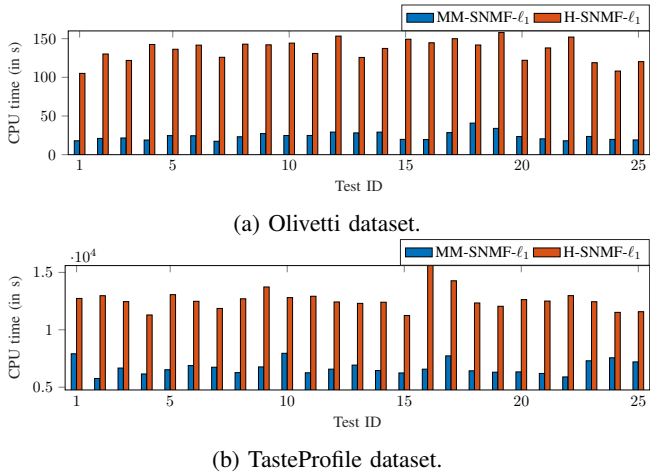 MM-SNMF-ℓ1 H-SNMF-ℓ1
150
100
50
0
CPU time (in s)
1 5 10 15 20 25
Test ID
(a) Olivetti dataset.
MM-SNMF-ℓ1 H-SNMF-ℓ1
·10^4
1.5
1
0.5
CPU time (in s)
1 5 10 15 20 25
Test ID
(b) TasteProfile dataset.